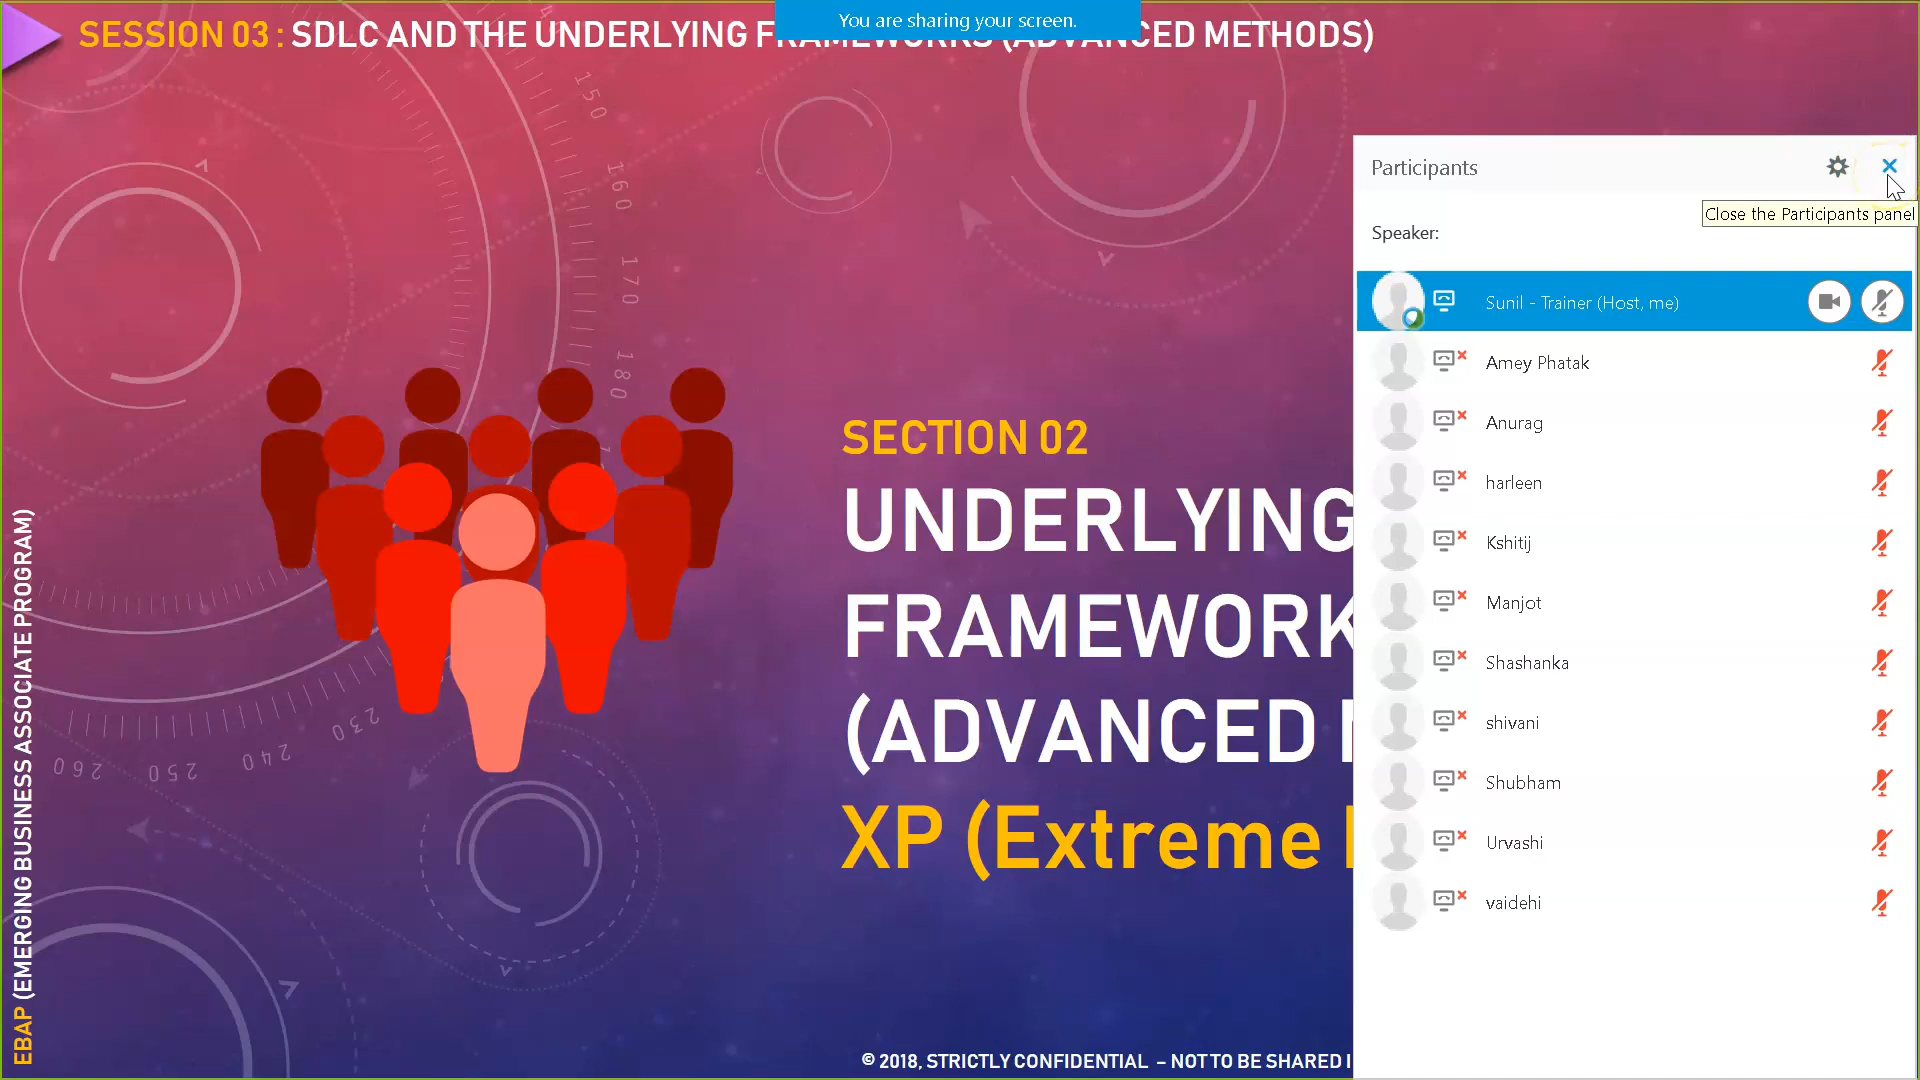 You are sharing your screen.
SESSION 03 : SDLC AND THE UNDERLYING FRAMEWORKS (ADVANCED METHODS)
150
160
170
180
230
240
250
260
EBAP (EMERGING BUSINESS ASSOCIATE PROGRAM)
SECTION 02
UNDERLYING
FRAMEWORK
(ADVANCED
XP (Extreme
© 2018, STRICTLY CONFIDENTIAL – NOT TO BE SHARED
Participants
Close the Participants panel
Speaker:
Sunil - Trainer (Host, me)
Amey Phatak
Anurag
harleen
Kshitij
Manjot
Shashanka
shivani
Shubham
Urvashi
vaidehi